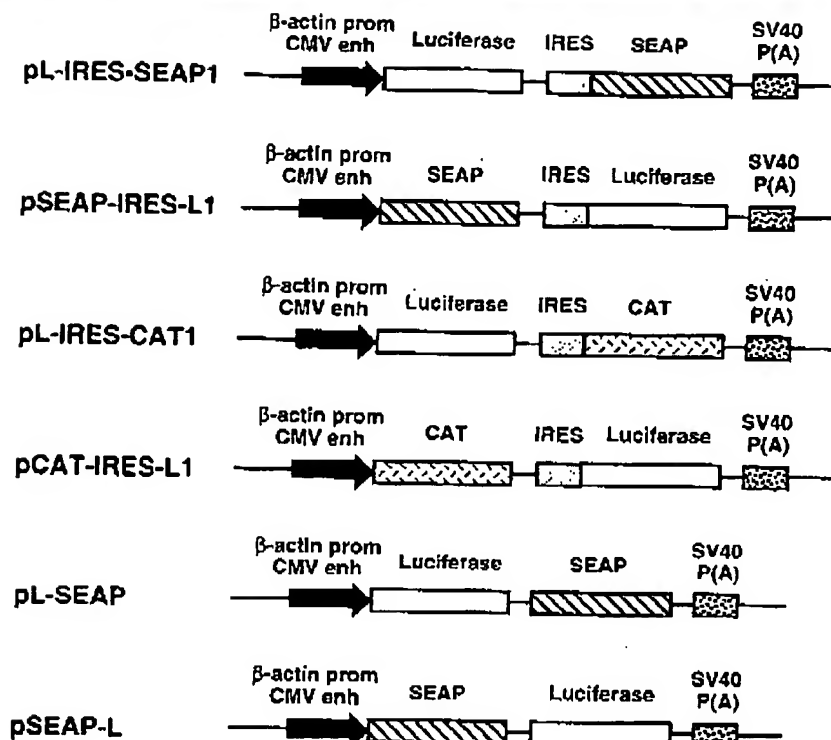 β-actin prom
CMV enh
Luciferase
IRES
SEAP
SV40
P(A)
pL-IRES-SEAP1
β-actin prom
CMV enh
SEAP
IRES
Luciferase
SV40
P(A)
pSEAP-IRES-L1
β-actin prom
CMV enh
Luciferase
IRES
CAT
SV40
P(A)
pL-IRES-CAT1
β-actin prom
CMV enh
CAT
IRES
Luciferase
SV40
P(A)
pCAT-IRES-L1
β-actin prom
CMV enh
Luciferase
SEAP
SV40
P(A)
pL-SEAP
β-actin prom
CMV enh
SEAP
Luciferase
SV40
P(A)
pSEAP-L